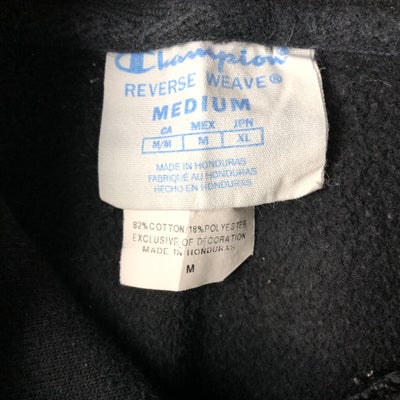 Champion
REVERSE WEAVE®
MEDIUM
CA MEX JPN
M/M M XL
MADE IN HONDURAS
FABRIQUÉ AU HONDURAS
HECHO EN HONDURAS
82%COTTON/18%POLYESTER
EXCLUSIVE OF DECORATION
MADE IN HONDURAS
M